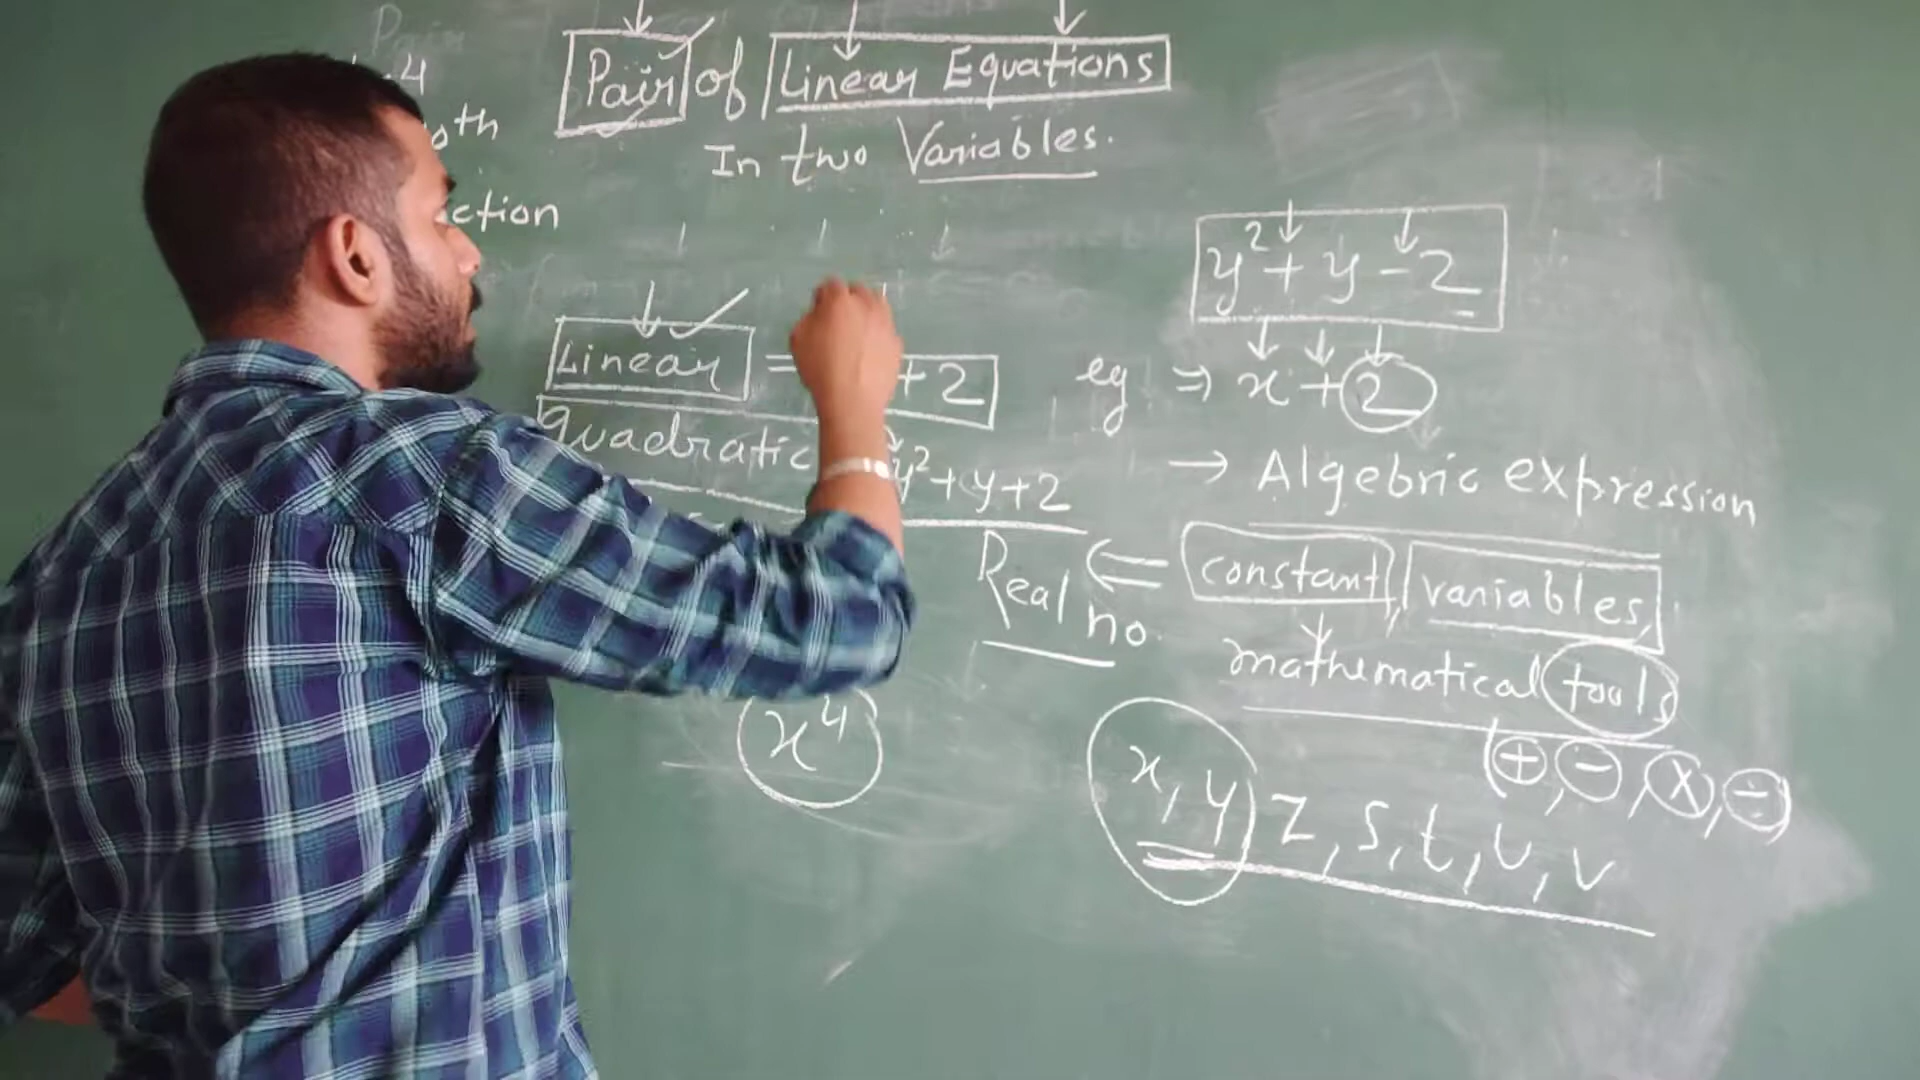 Pair of Linear Equations
In two Variables.
ction
y² + y - 2
Linear = + 2
eg ⇒ x + 2
quadratic y² + y + 2
→ Algebric expression
Real no. ⇐ constant, variables,
mathematical tools
(+, -, ×, ÷)
x⁴
x, y, z, s, t, u, v